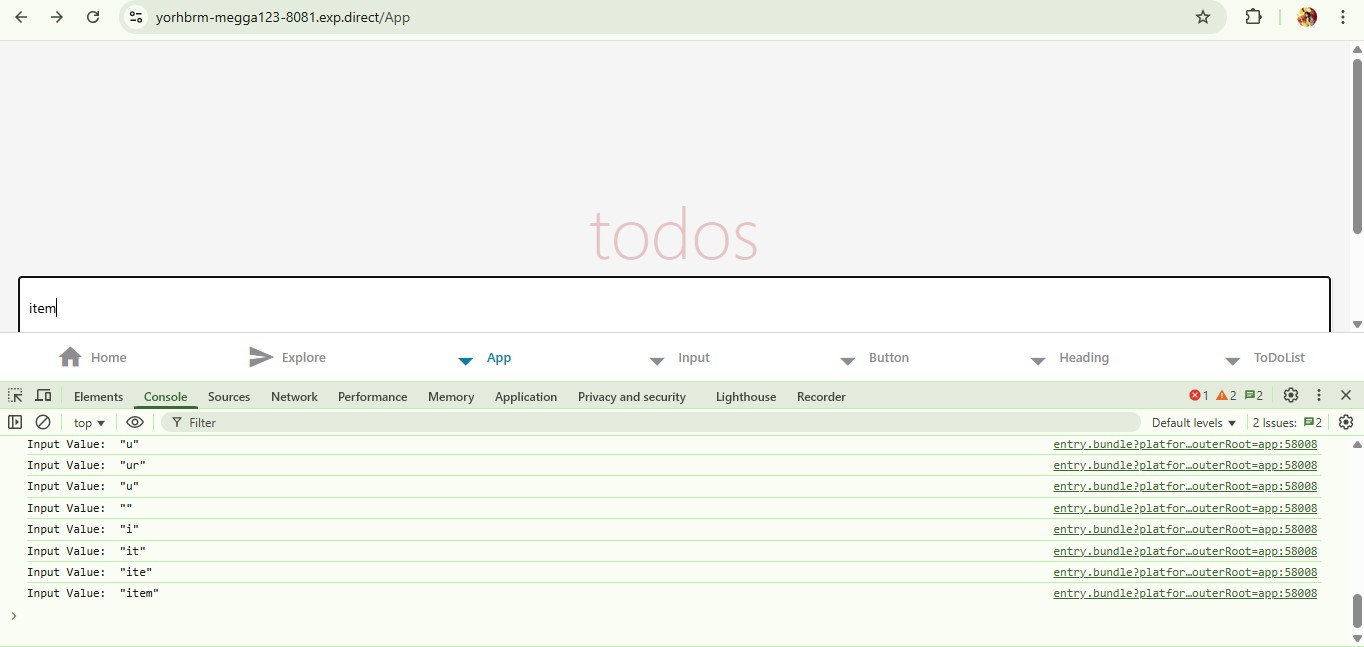 yorhbrm-megga123-8081.exp.direct/App
todos
item
Home Explore App Input Button Heading ToDoList
Elements Console Sources Network Performance Memory Application Privacy and security Lighthouse Recorder 1 2 2
top Filter Default levels 2 Issues: 2
Input Value: "u" entry.bundle?platfor…outerRoot=app:58008
Input Value: "ur" entry.bundle?platfor…outerRoot=app:58008
Input Value: "u" entry.bundle?platfor…outerRoot=app:58008
Input Value: "" entry.bundle?platfor…outerRoot=app:58008
Input Value: "i" entry.bundle?platfor…outerRoot=app:58008
Input Value: "it" entry.bundle?platfor…outerRoot=app:58008
Input Value: "ite" entry.bundle?platfor…outerRoot=app:58008
Input Value: "item" entry.bundle?platfor…outerRoot=app:58008